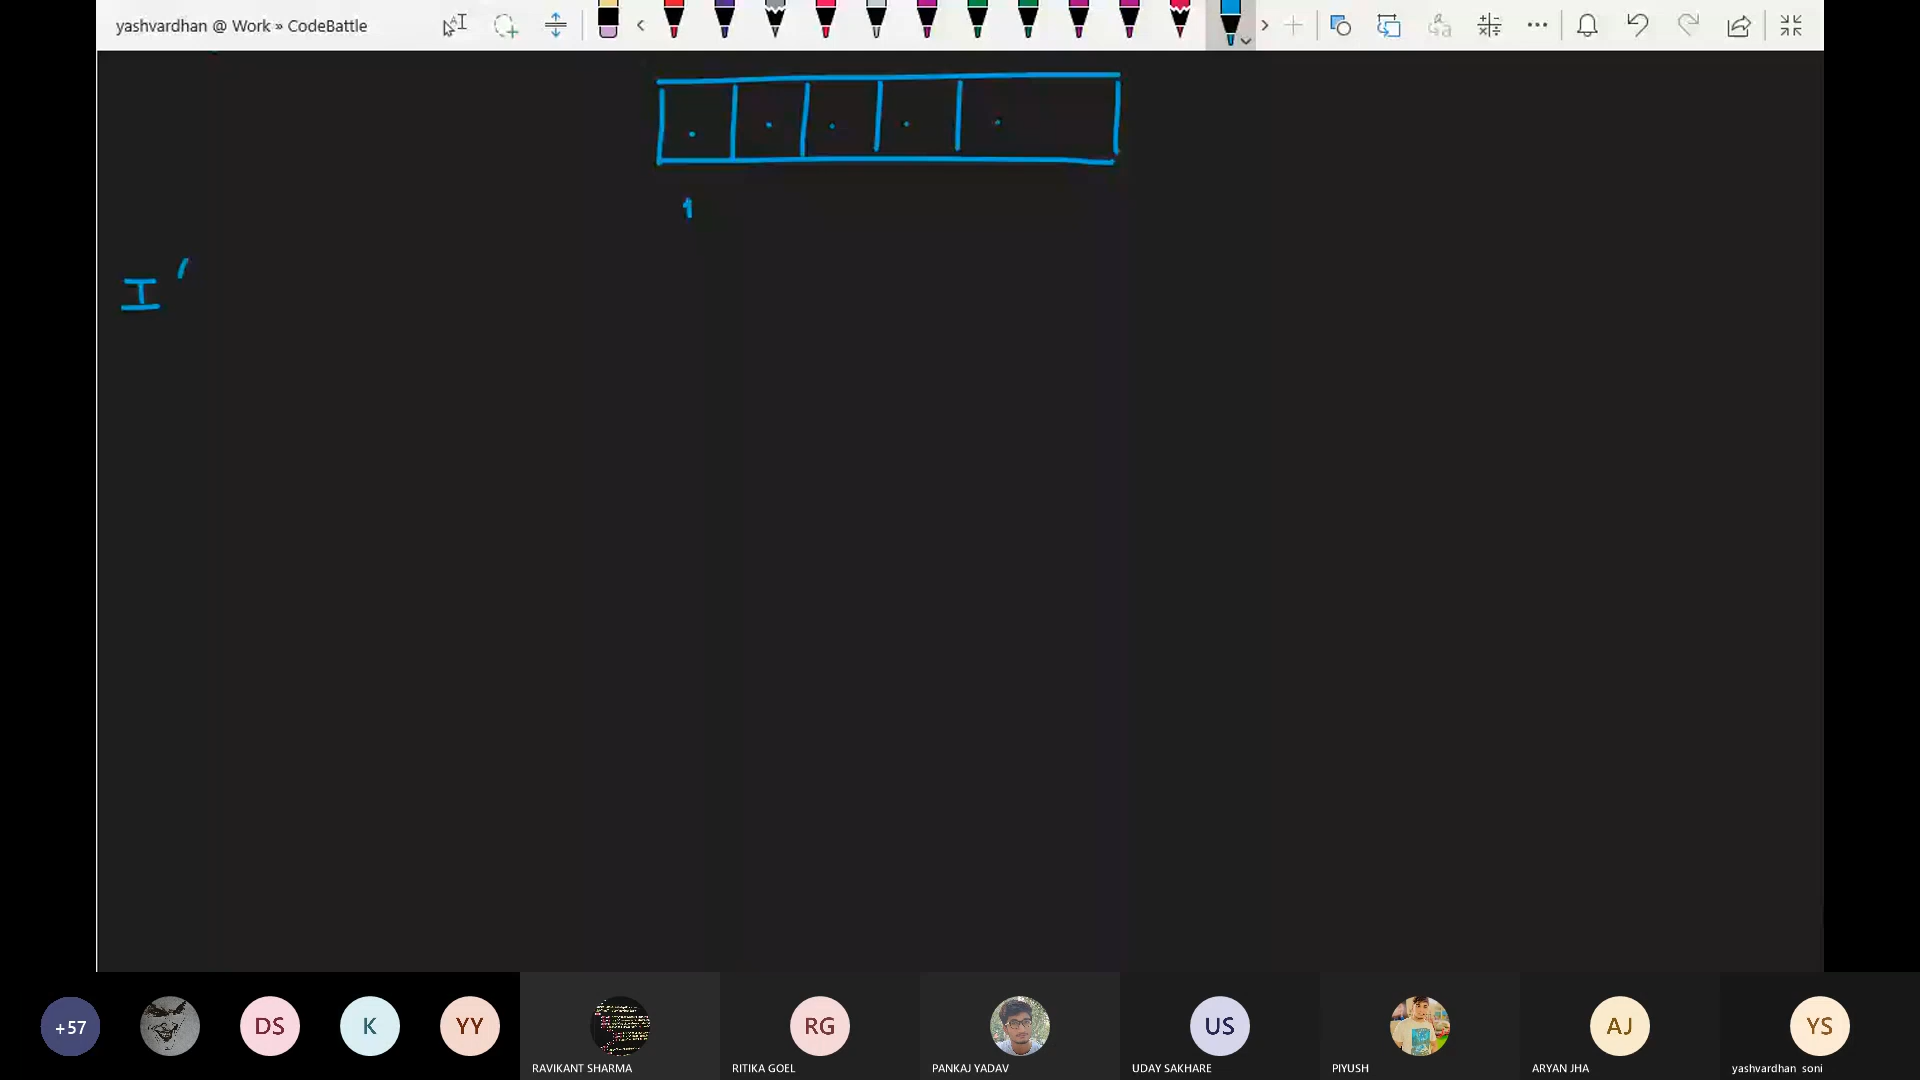 yashvardhan @ Work » CodeBattle
1
I '
+57
DS
K
YY
RG
US
AJ
YS
RAVIKANT SHARMA
RITIKA GOEL
PANKAJ YADAV
UDAY SAKHARE
PIYUSH
ARYAN JHA
yashvardhan soni